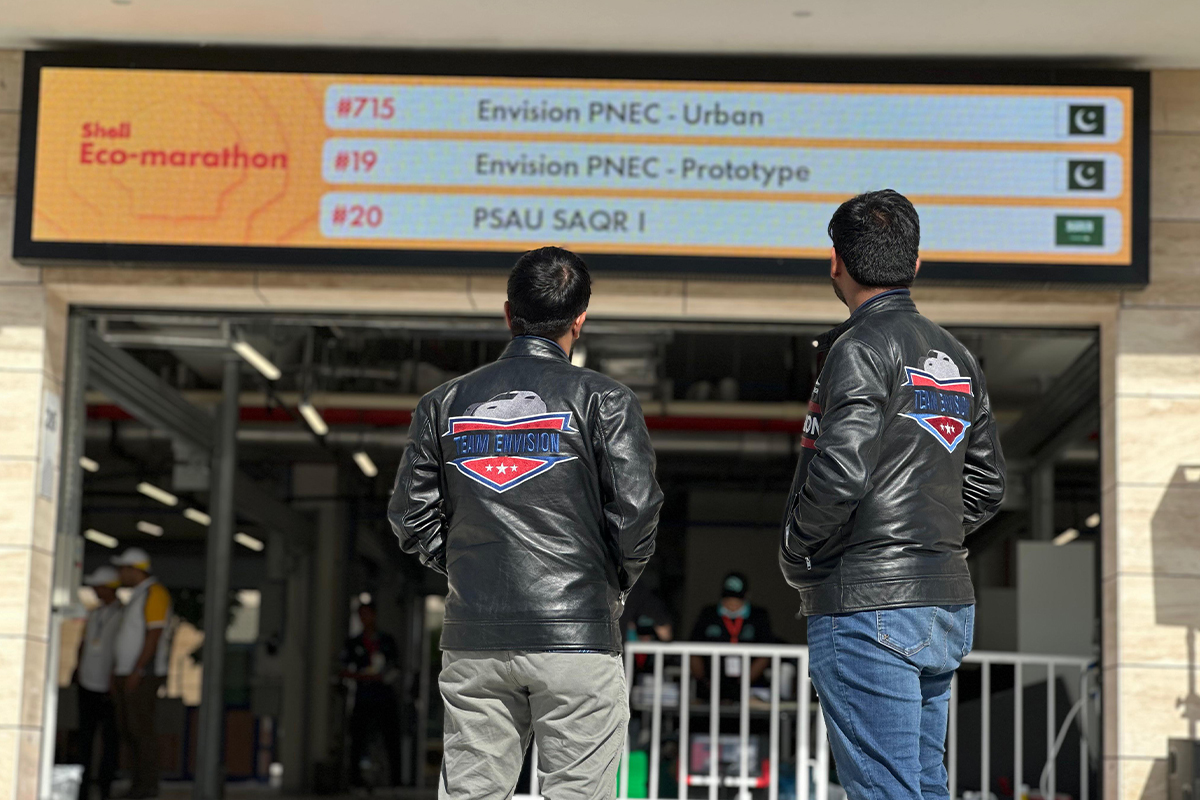 Shell
Eco-marathon
#715 Envision PNEC - Urban
#19 Envision PNEC - Prototype
#20 PSAU SAQR I
TEAM ENVISION
TEAM ENVISION